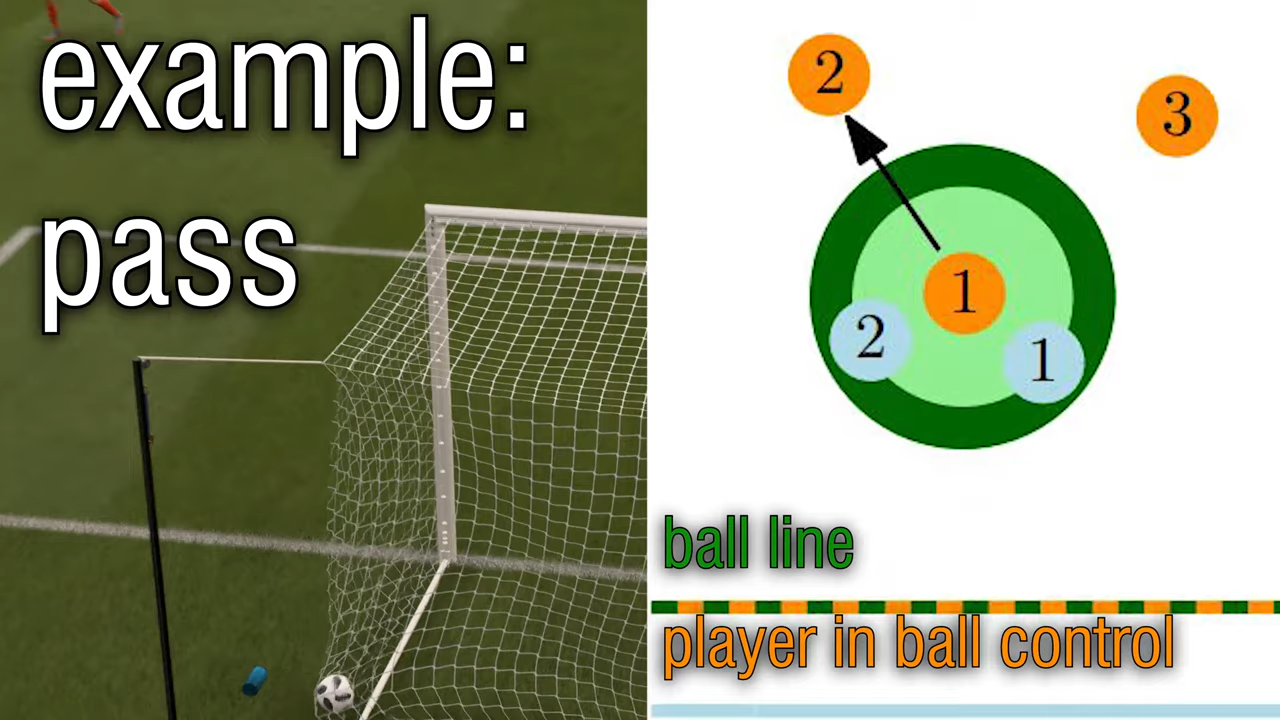 example:
pass
2
3
1
2
1
ball line
player in ball control